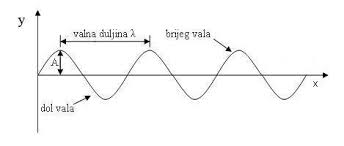 y
valna duljina λ
brijeg vala
A
x
dol vala